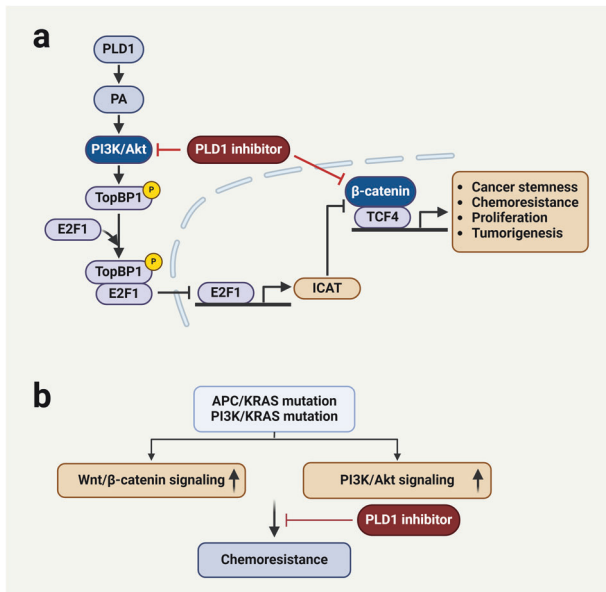 a
PLD1
PA
PI3K/Akt
PLD1 inhibitor
TopBP1
P
E2F1
TopBP1
P
E2F1
E2F1
ICAT
β-catenin
TCF4
• Cancer stemness
• Chemoresistance
• Proliferation
• Tumorigenesis
b
APC/KRAS mutation
PI3K/KRAS mutation
Wnt/β-catenin signaling
PI3K/Akt signaling
PLD1 inhibitor
Chemoresistance